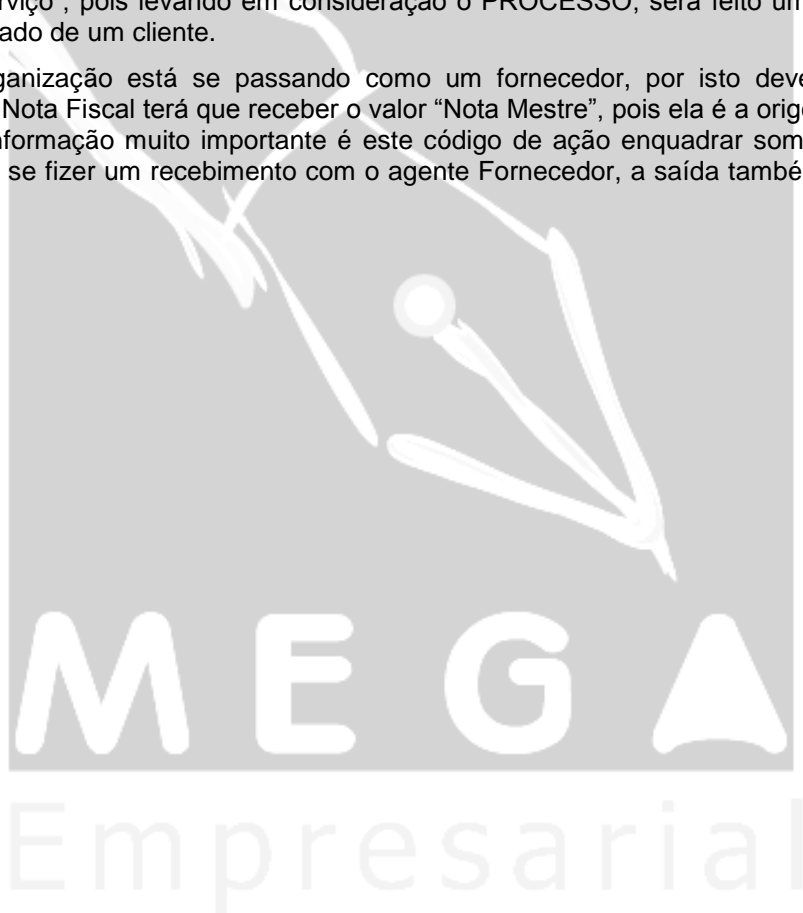 rviço", pois levando em consideração o PROCESSO, será feito um
ado de um cliente.
ganização está se passando como um fornecedor, por isto deve
Nota Fiscal terá que receber o valor “Nota Mestre”, pois ela é a orig
nformação muito importante é este código de ação enquadrar som
se fizer um recebimento com o agente Fornecedor, a saída també
MEGA
Empresarial